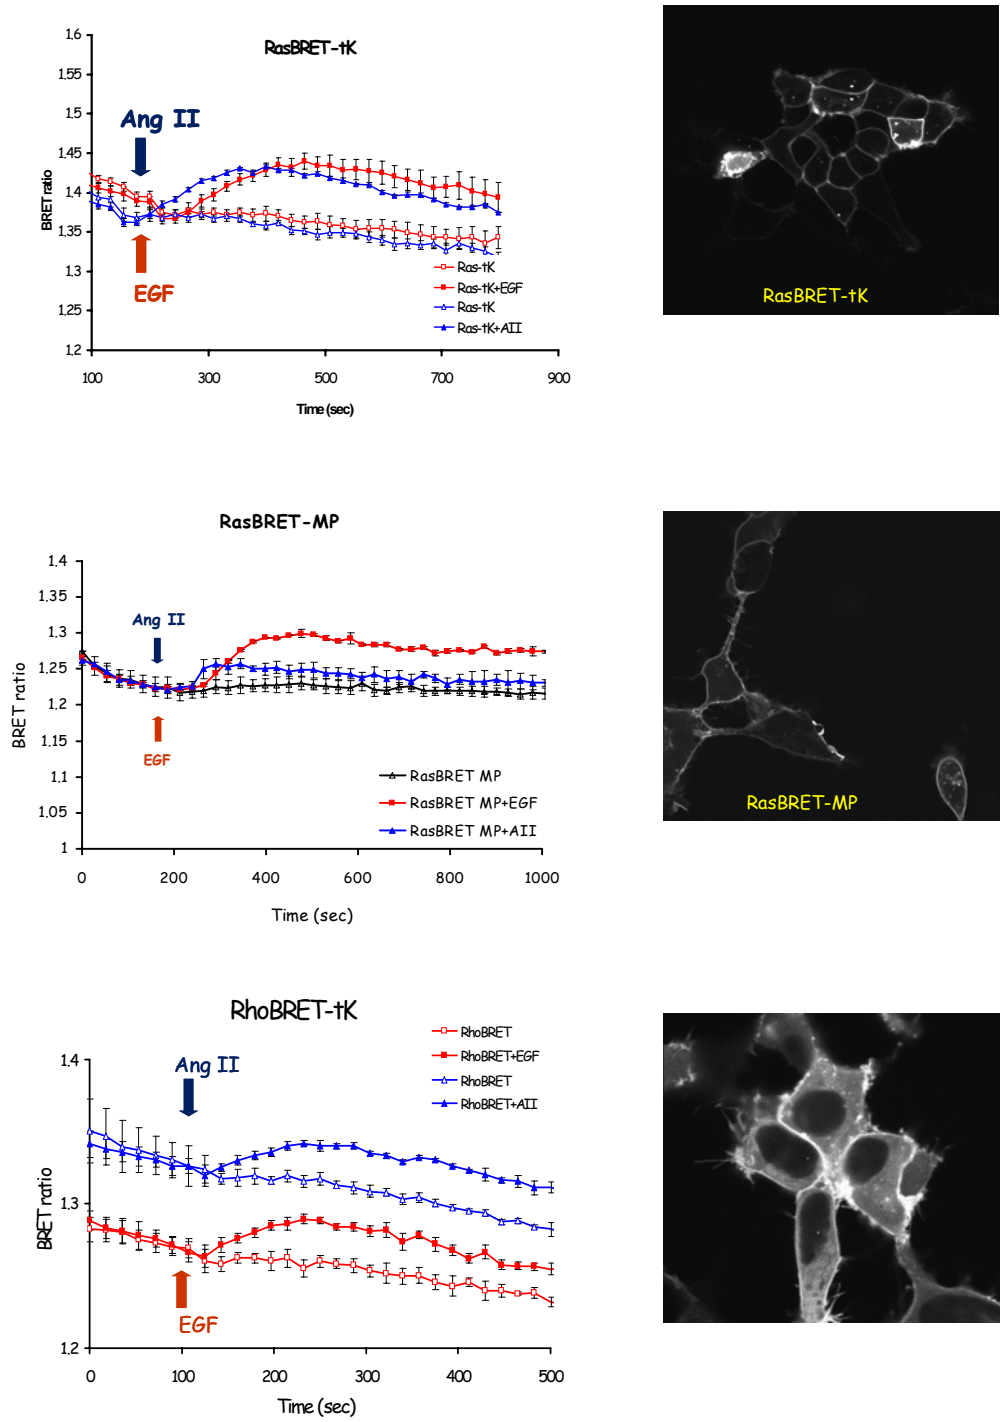 RasBRET-tK
1,6
1,55
1,5
1,45
1,4
1,35
1,3
1,25
1,2
BRET ratio
Ang II
EGF
Ras-tK
Ras-tK+EGF
Ras-tK
Ras-tK+AII
100
300
500
700
900
Time (sec)
RasBRET-tK
RasBRET-MP
1,4
1,35
1,3
1,25
1,2
1,15
1,1
1,05
1
BRET ratio
Ang II
EGF
RasBRET MP
RasBRET MP+EGF
RasBRET MP+AII
0
200
400
600
800
1000
Time (sec)
RasBRET-MP
RhoBRET-tK
RhoBRET
RhoBRET+EGF
RhoBRET
RhoBRET+AII
1,4
1,3
1,2
BRET ratio
Ang II
EGF
0
100
200
300
400
500
Time (sec)